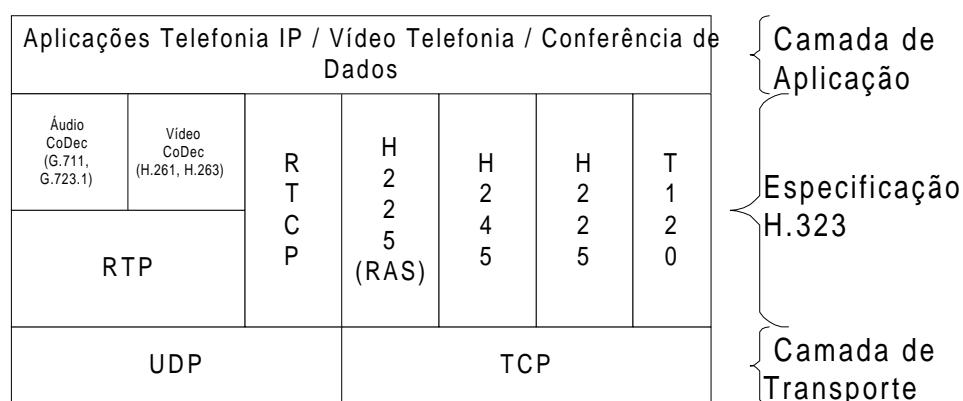 Aplicações Telefonia IP / Vídeo Telefonia / Conferência de
Dados
Camada de
Aplicação
Áudio
CoDec
(G.711,
G.723.1)
Vídeo
CoDec
(H.261, H.263)
RTP
R
T
C
P
H
2
2
5
(RAS)
H
2
4
5
H
2
2
5
T
1
2
0
Especificação
H.323
UDP
TCP
Camada de
Transporte